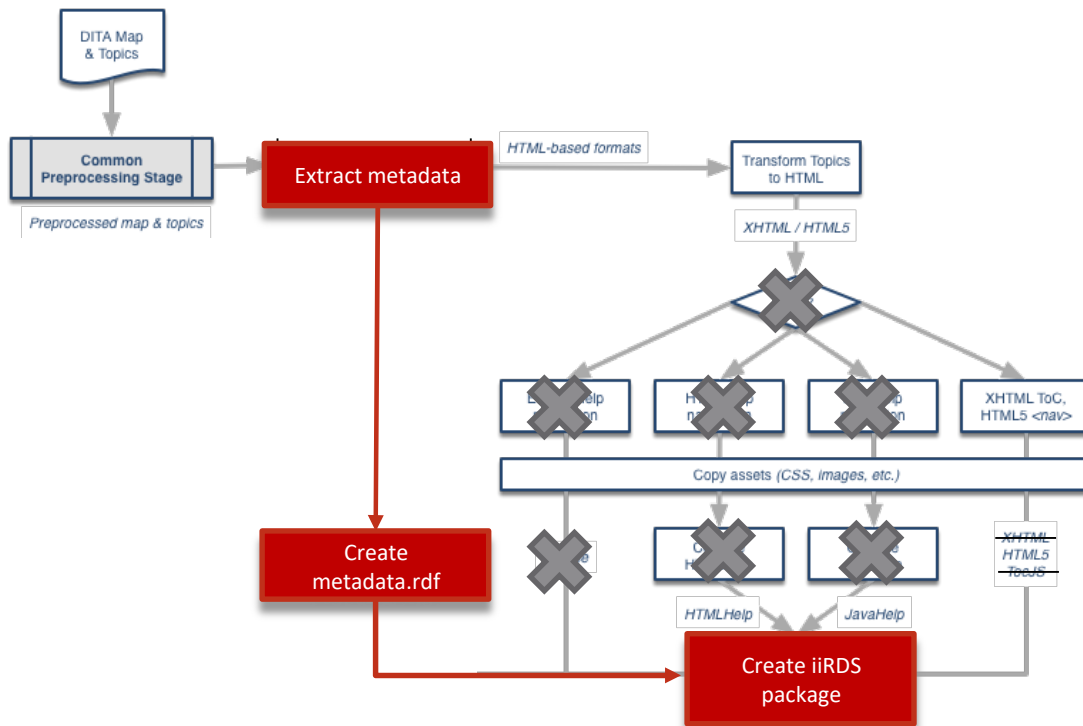 DITA Map
& Topics
Common
Preprocessing Stage
Preprocessed map & topics
Extract metadata
HTML-based formats
Transform Topics
to HTML
XHTML / HTML5
XHTML ToC,
HTML5 <nav>
Copy assets (CSS, images, etc.)
Create
metadata.rdf
XHTML
HTML5
TocJS
HTMLHelp
JavaHelp
Create iiRDS
package